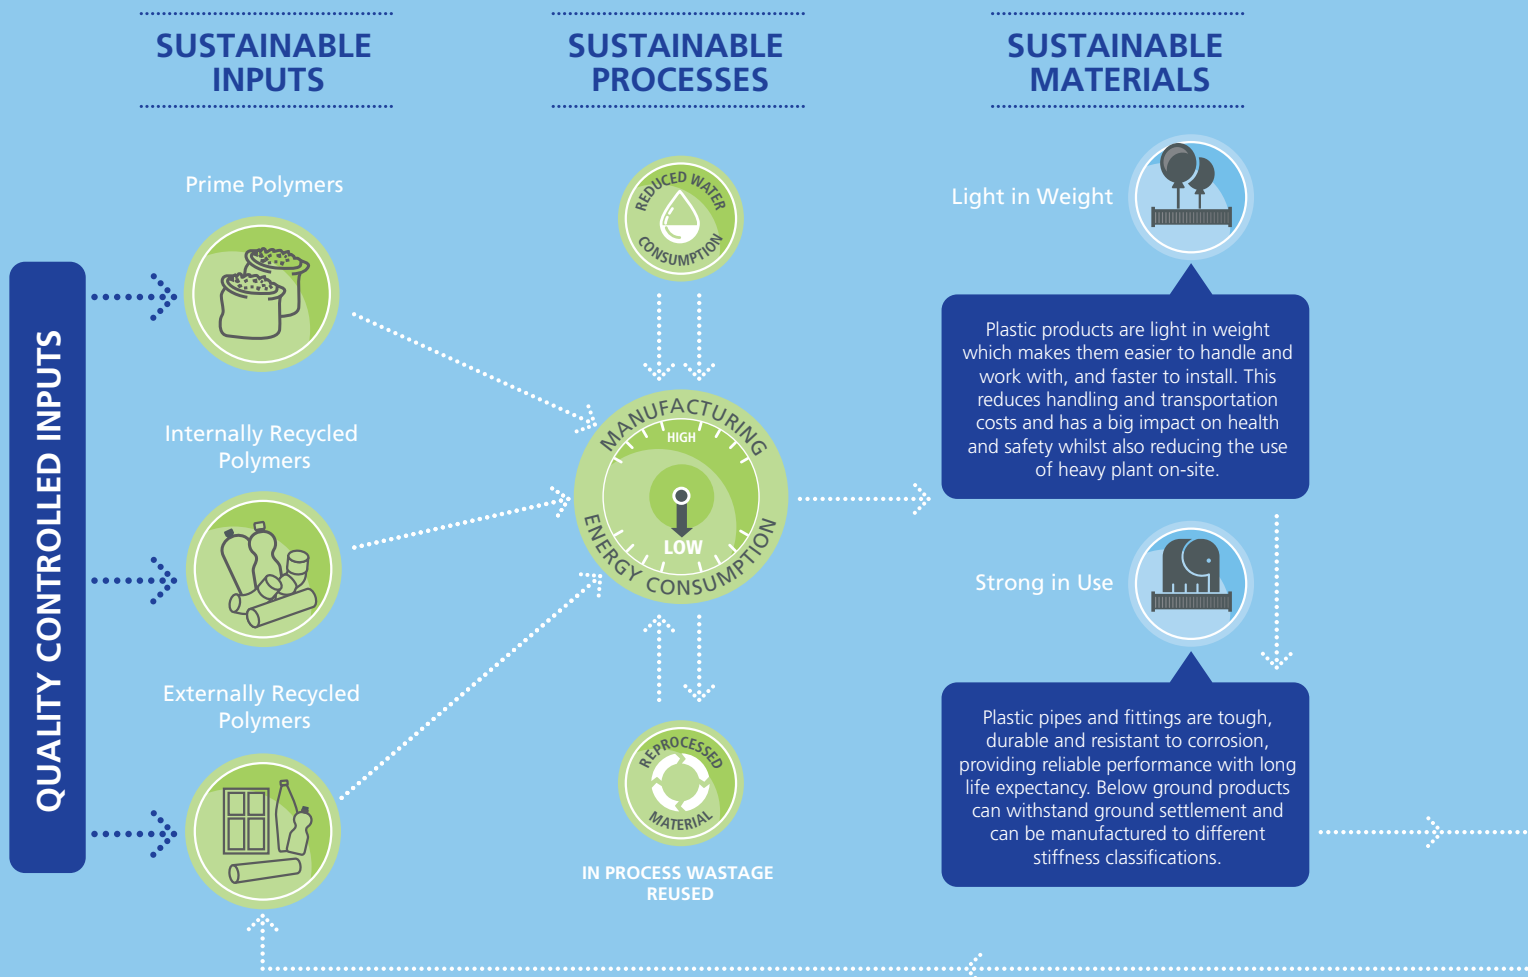 SUSTAINABLE
INPUTS
SUSTAINABLE
PROCESSES
SUSTAINABLE
MATERIALS
QUALITY CONTROLLED INPUTS
Prime Polymers
Internally Recycled
Polymers
Externally Recycled
Polymers
REDUCED WATER
CONSUMPTION
MANUFACTURING
HIGH
LOW
ENERGY CONSUMPTION
REPROCESSED
MATERIAL
IN PROCESS WASTAGE
REUSED
Light in Weight
Plastic products are light in weight
which makes them easier to handle and
work with, and faster to install. This
reduces handling and transportation
costs and has a big impact on health
and safety whilst also reducing the use
of heavy plant on-site.
Strong in Use
Plastic pipes and fittings are tough,
durable and resistant to corrosion,
providing reliable performance with long
life expectancy. Below ground products
can withstand ground settlement and
can be manufactured to different
stiffness classifications.